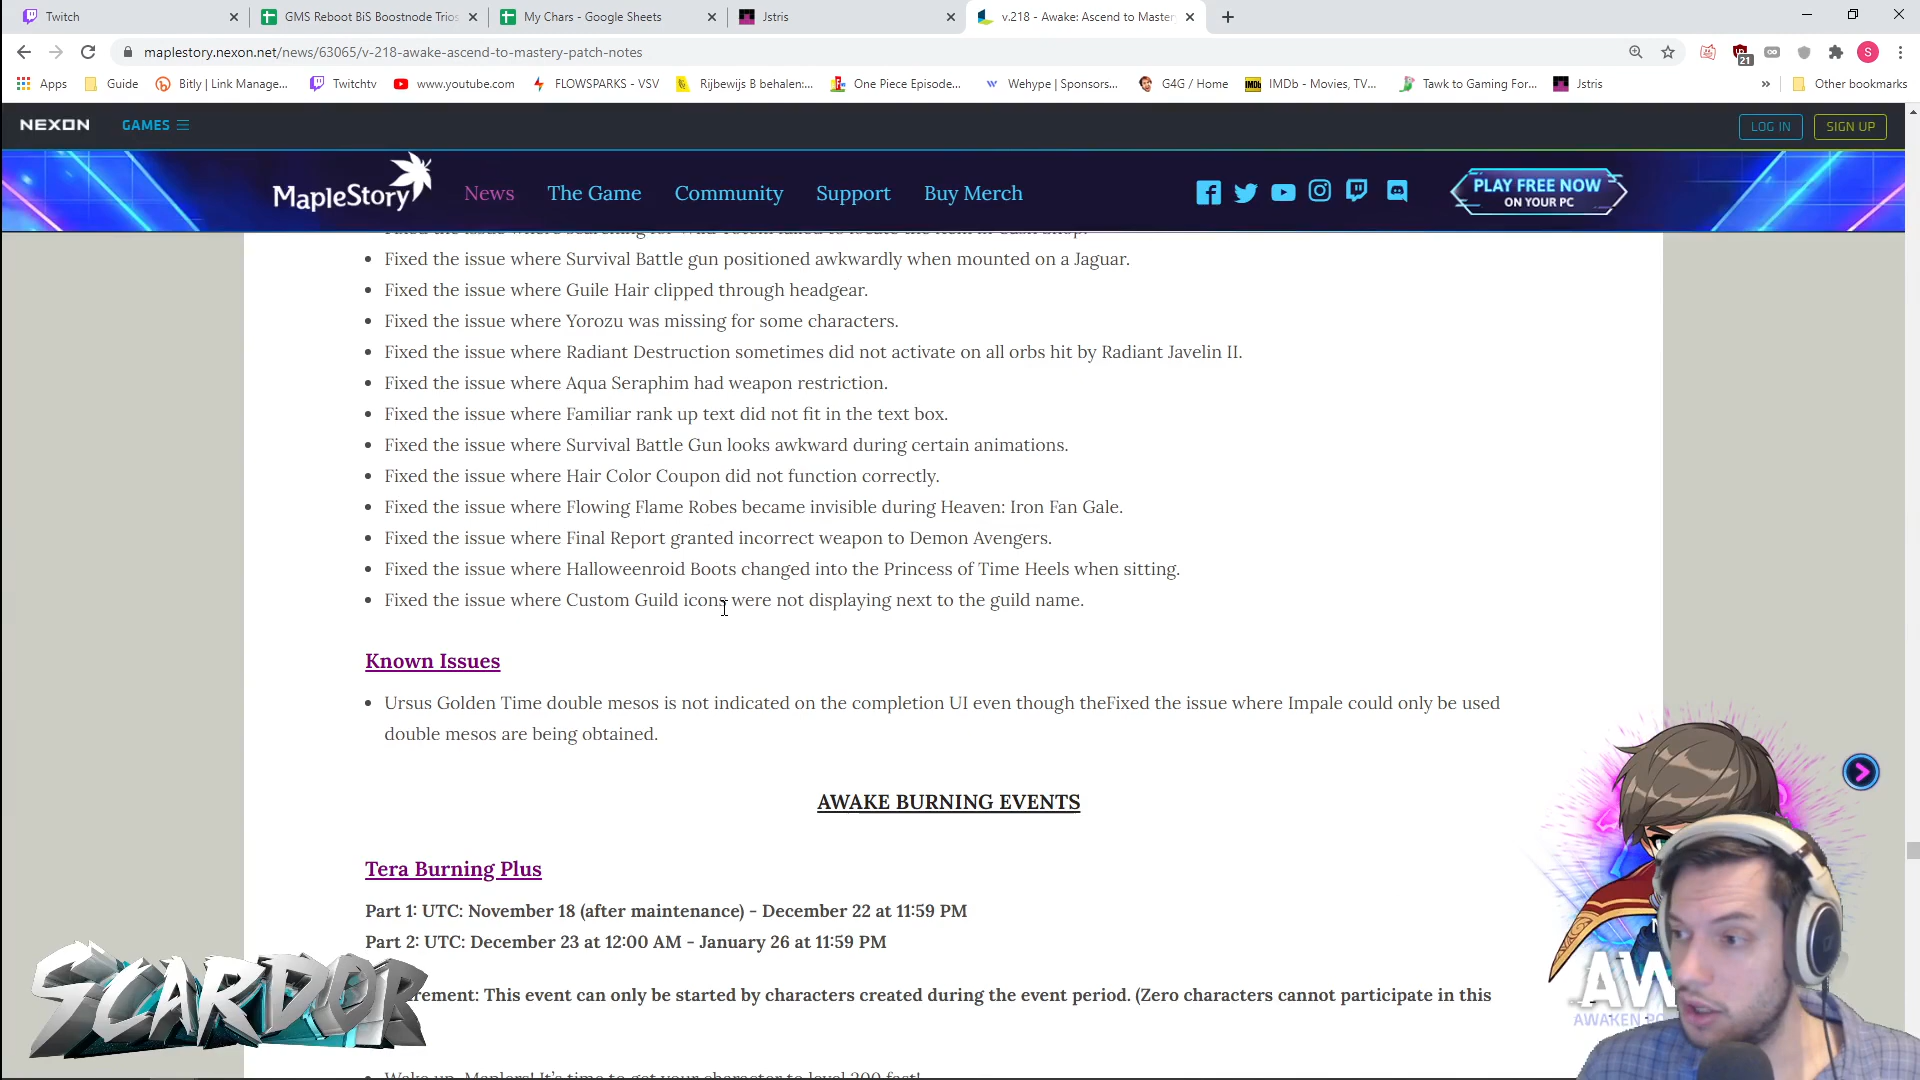 Twitch
GMS Reboot BiS Boostnode Trios
My Chars - Google Sheets
Jstris
v.218 - Awake: Ascend to Master
maplestory.nexon.net/news/63065/v-218-awake-ascend-to-mastery-patch-notes
21
S
Apps
Guide
Bitly | Link Manage...
Twitchtv
www.youtube.com
FLOWSPARKS - VSV
Rijbewijs B behalen:...
One Piece Episode...
Wehype | Sponsors...
G4G / Home
IMDb
IMDb - Movies, TV...
Tawk to Gaming For...
Jstris
Other bookmarks
NEXON
GAMES
LOG IN
SIGN UP
MapleStory
News
The Game
Community
Support
Buy Merch
PLAY FREE NOW
ON YOUR PC
Fixed the issue where Survival Battle gun positioned awkwardly when mounted on a Jaguar.
Fixed the issue where Guile Hair clipped through headgear.
Fixed the issue where Yorozu was missing for some characters.
Fixed the issue where Radiant Destruction sometimes did not activate on all orbs hit by Radiant Javelin II.
Fixed the issue where Aqua Seraphim had weapon restriction.
Fixed the issue where Familiar rank up text did not fit in the text box.
Fixed the issue where Survival Battle Gun looks awkward during certain animations.
Fixed the issue where Hair Color Coupon did not function correctly.
Fixed the issue where Flowing Flame Robes became invisible during Heaven: Iron Fan Gale.
Fixed the issue where Final Report granted incorrect weapon to Demon Avengers.
Fixed the issue where Halloweenroid Boots changed into the Princess of Time Heels when sitting.
Fixed the issue where Custom Guild icons were not displaying next to the guild name.
Known Issues
Ursus Golden Time double mesos is not indicated on the completion UI even though theFixed the issue where Impale could only be used
double mesos are being obtained.
AWAKE BURNING EVENTS
Tera Burning Plus
Part 1: UTC: November 18 (after maintenance) - December 22 at 11:59 PM
Part 2: UTC: December 23 at 12:00 AM - January 26 at 11:59 PM
rement: This event can only be started by characters created during the event period. (Zero characters cannot participate in this
SCARDOR
AW
AWAKEN